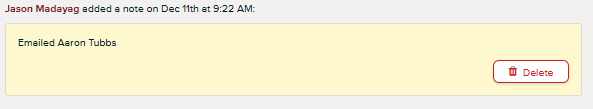 Jason Madayag added a note on Dec 11th at 9:22 AM:
Emailed Aaron Tubbs
Delete